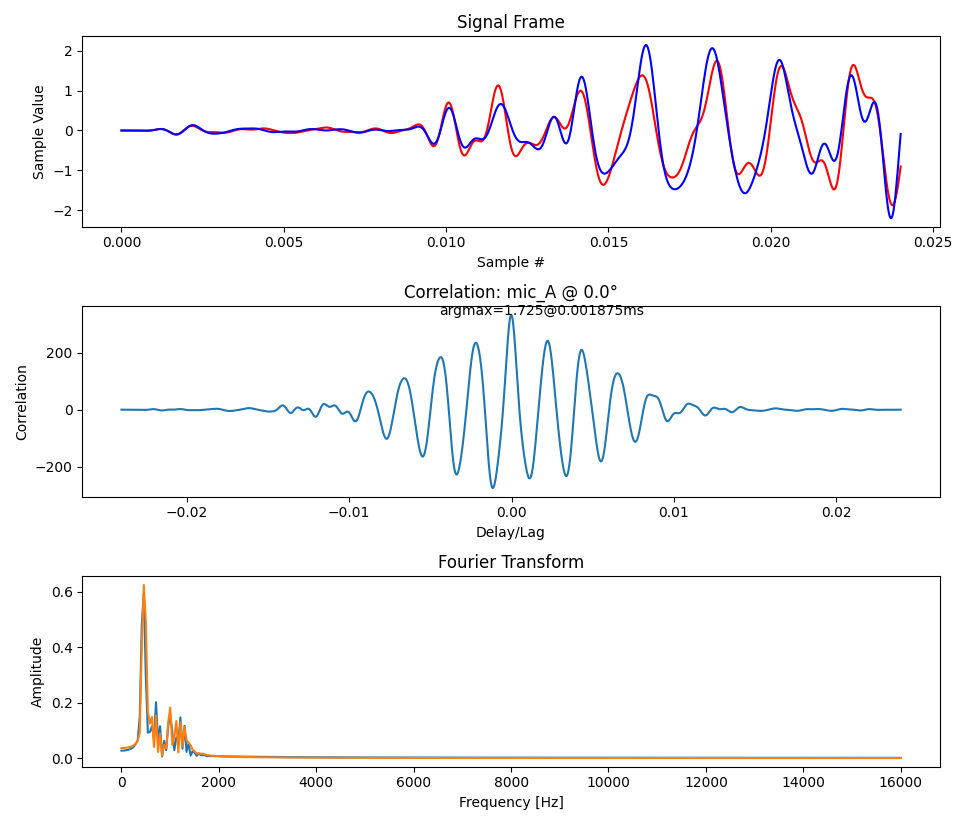 Signal Frame
2
1
0
−1
−2
Sample Value
0.000 0.005 0.010 0.015 0.020 0.025
Sample #
Correlation: mic_A @ 0.0°
argmax=1.725@0.001875ms
200
0
−200
Correlation
−0.02 −0.01 0.00 0.01 0.02
Delay/Lag
Fourier Transform
0.6
0.4
0.2
0.0
Amplitude
0 2000 4000 6000 8000 10000 12000 14000 16000
Frequency [Hz]